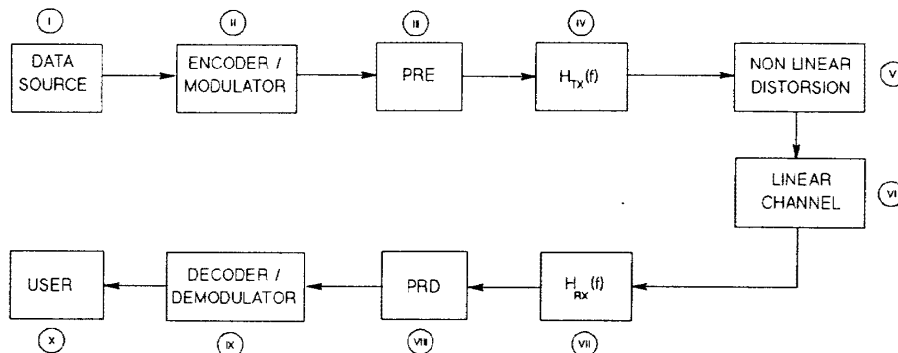 I
II
III
IV
DATA
SOURCE
ENCODER /
MODULATOR
PRE
H_TX(f)
NON LINEAR
DISTORSION
V
LINEAR
CHANNEL
VI
USER
DECODER /
DEMODULATOR
PRD
H_RX(f)
X
IX
VIII
VII